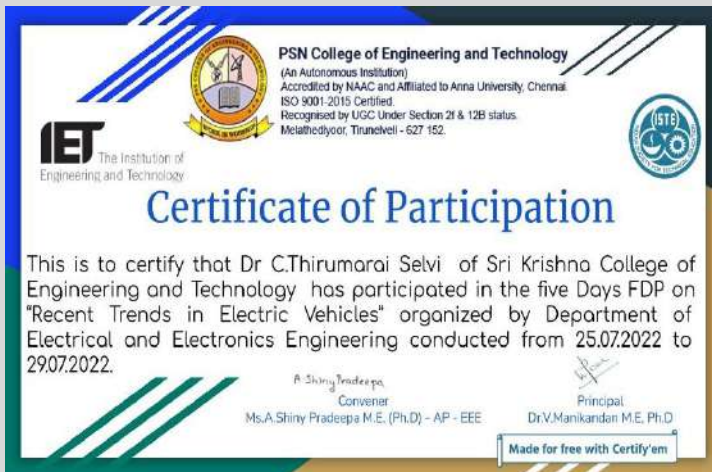 PSN College of Engineering and Technology
(An Autonomous Institution)
Accredited by NAAC and Affiliated to Anna University, Chennai.
ISO 9001-2015 Certified.
Recognised by UGC Under Section 2f & 12B status.
Melathediyoor, Tirunelveli - 627 152.
WORK IS WORSHIP
ISTE
IET The Institution of
Engineering and Technology
Certificate of Participation
This is to certify that Dr C.Thirumarai Selvi of Sri Krishna College of
Engineering and Technology has participated in the five Days FDP on
"Recent Trends in Electric Vehicles" organized by Department of
Electrical and Electronics Engineering conducted from 25.07.2022 to
29.07.2022.
A. Shiny Pradeepa
Convener
Principal
Ms.A.Shiny Pradeepa M.E. (Ph.D) - AP - EEE
Dr.V.Manikandan M.E, Ph.D
Made for free with Certify'em